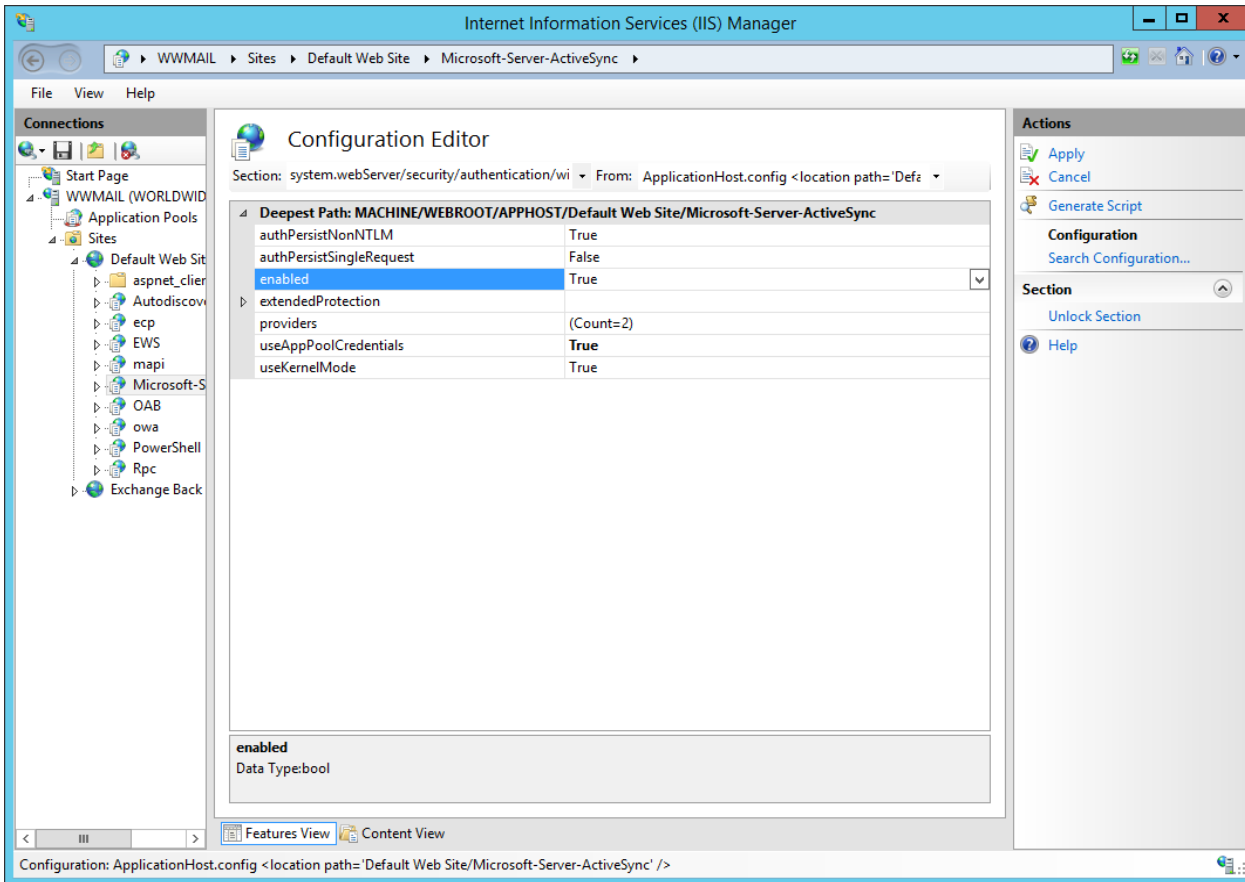 Internet Information Services (IIS) Manager
WWMAIL Sites Default Web Site Microsoft-Server-ActiveSync
File View Help
Connections
Start Page
WWMAIL (WORLDWID
Application Pools
Sites
Default Web Sit
aspnet_clier
Autodiscov
ecp
EWS
mapi
Microsoft-S
OAB
owa
PowerShell
Rpc
Exchange Back
Configuration Editor
Section: system.webServer/security/authentication/wi From: ApplicationHost.config <location path='Defa
Deepest Path: MACHINE/WEBROOT/APPHOST/Default Web Site/Microsoft-Server-ActiveSync
authPersistNonNTLM True
authPersistSingleRequest False
enabled True
extendedProtection
providers (Count=2)
useAppPoolCredentials True
useKernelMode True
enabled
Data Type:bool
Features View Content View
Actions
Apply
Cancel
Generate Script
Configuration
Search Configuration...
Section
Unlock Section
Help
Configuration: ApplicationHost.config <location path='Default Web Site/Microsoft-Server-ActiveSync' />